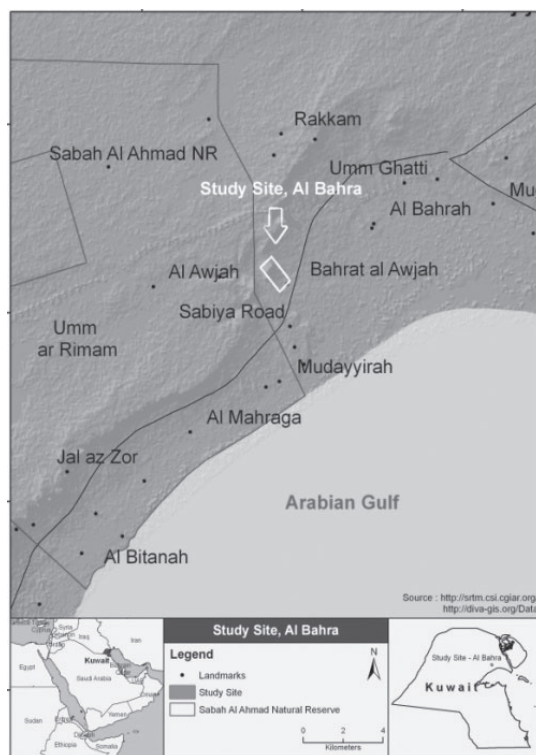 Rakkam
Sabah Al Ahmad NR
Umm Ghatti
Study Site, Al Bahra
Al Bahrah
Al Awjah
Bahrat al Awjah
Sabiya Road
Umm
ar Rimam
Mudayyirah
Al Mahraga
Jal az Zor
Arabian Gulf
Al Bitanah
Source : http://srtm.csi.cgiar.org/
http://diva-gis.org/Data
Study Site, Al Bahra
Legend
Landmarks
Study Site
Sabah Al Ahmad Natural Reserve
N
0 2 4
Kilometers
Syria
Iraq
Iran
Kuwait
Egypt
Saudi Arabia
Sudan
Yemen
Ethiopia
Somalia
Study Site - Al Bahra
Kuwait